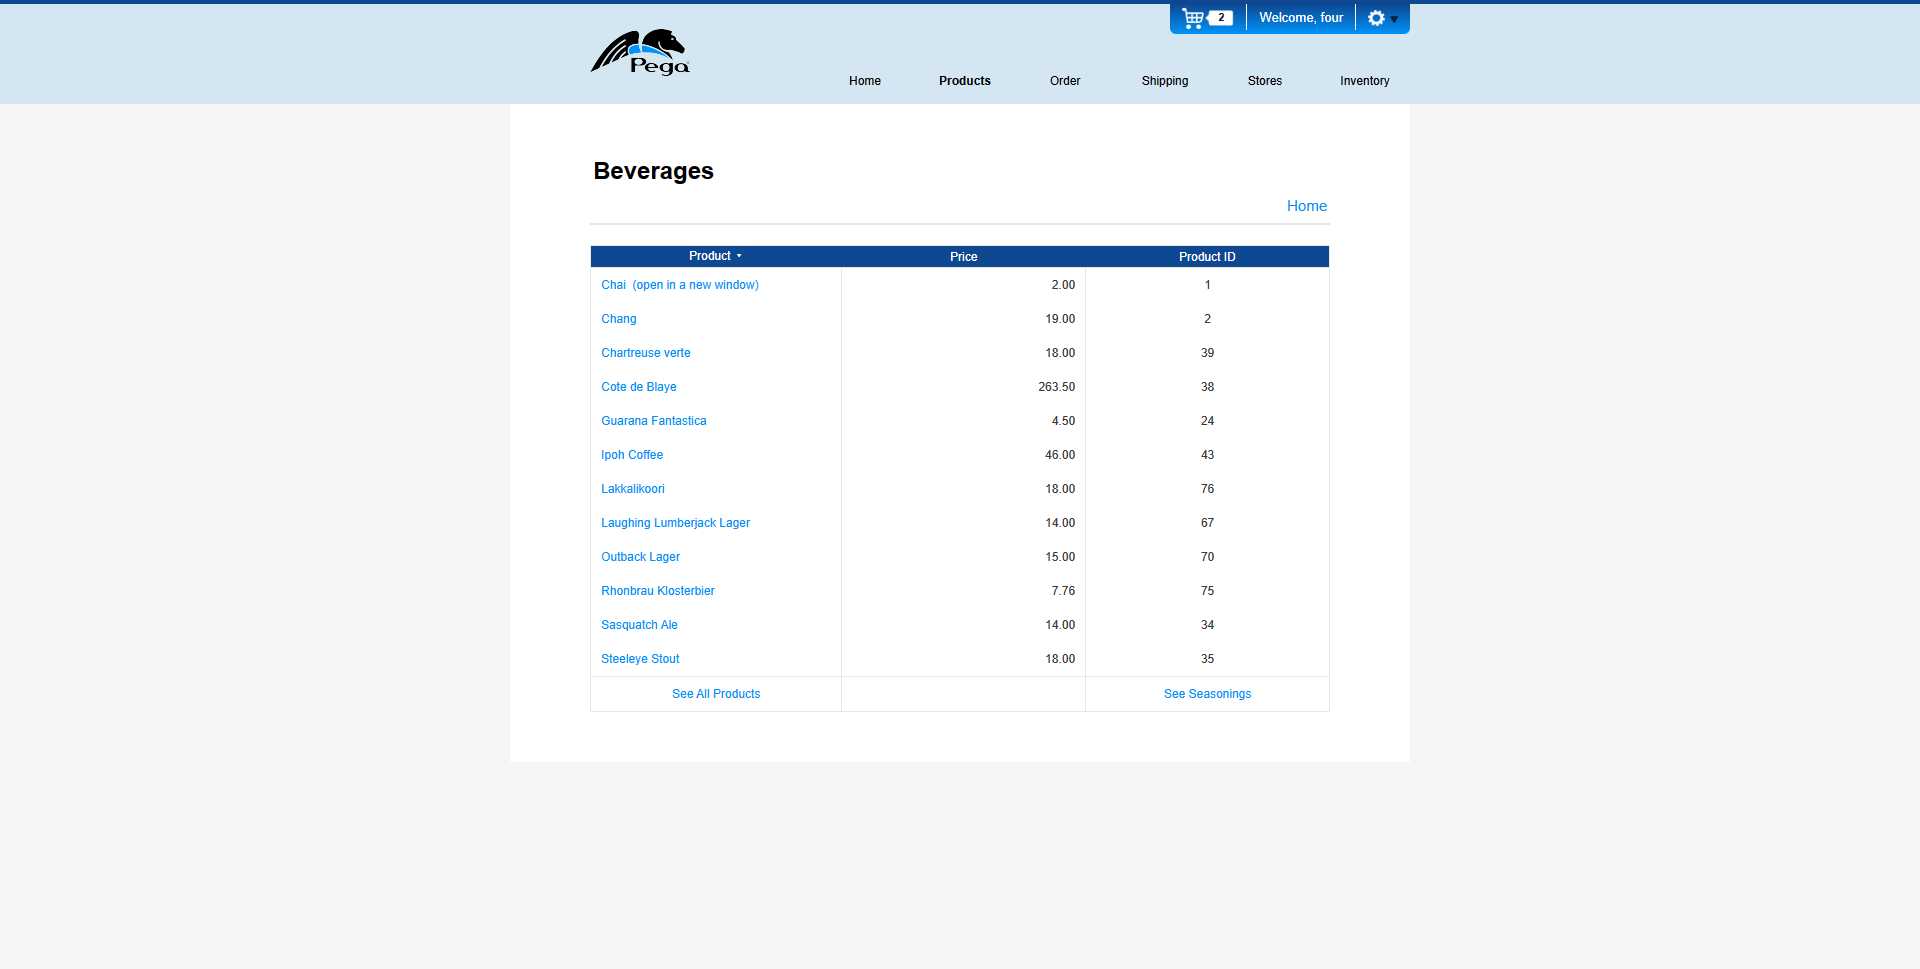 2
Welcome, four
Pega
Home
Products
Order
Shipping
Stores
Inventory
Beverages
Home
Product Price Product ID
Chai (open in a new window) 2.00 1
Chang 19.00 2
Chartreuse verte 18.00 39
Cote de Blaye 263.50 38
Guarana Fantastica 4.50 24
Ipoh Coffee 46.00 43
Lakkalikoori 18.00 76
Laughing Lumberjack Lager 14.00 67
Outback Lager 15.00 70
Rhonbrau Klosterbier 7.76 75
Sasquatch Ale 14.00 34
Steeleye Stout 18.00 35
See All Products See Seasonings